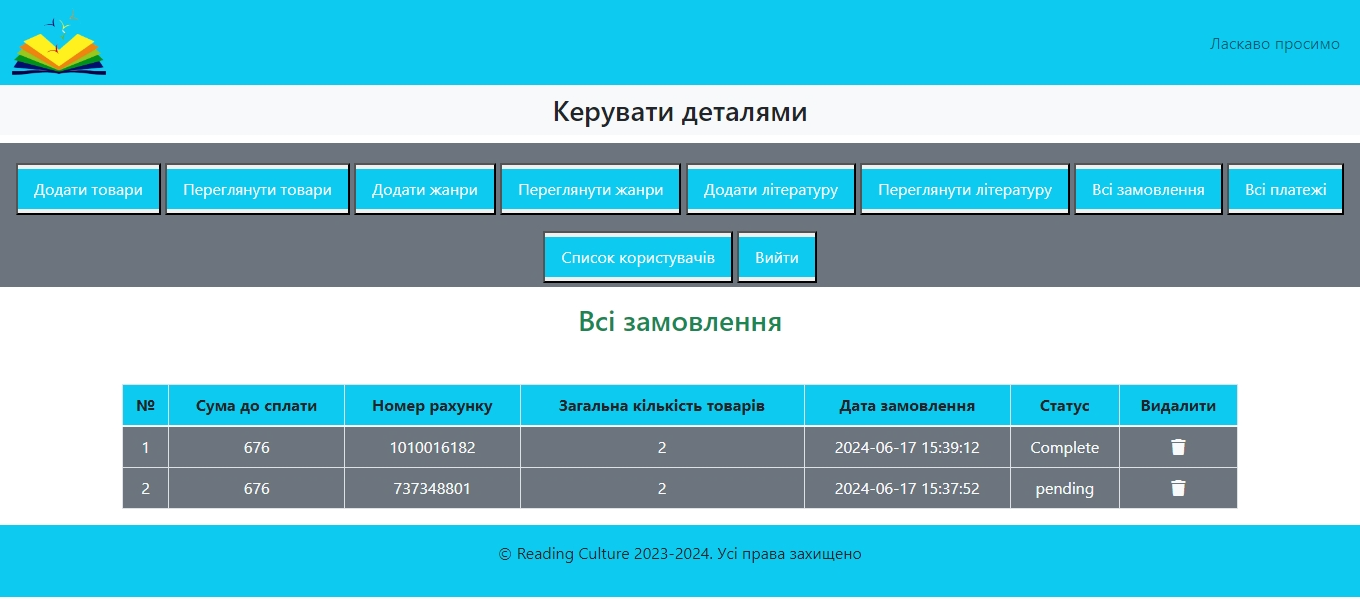 Ласкаво просимо
Керувати деталями
Додати товари Переглянути товари Додати жанри Переглянути жанри Додати літературу Переглянути літературу Всі замовлення Всі платежі
Список користувачів Вийти
Всі замовлення
№ Сума до сплати Номер рахунку Загальна кількість товарів Дата замовлення Статус Видалити
1 676 1010016182 2 2024-06-17 15:39:12 Complete
2 676 737348801 2 2024-06-17 15:37:52 pending
© Reading Culture 2023-2024. Усі права захищено